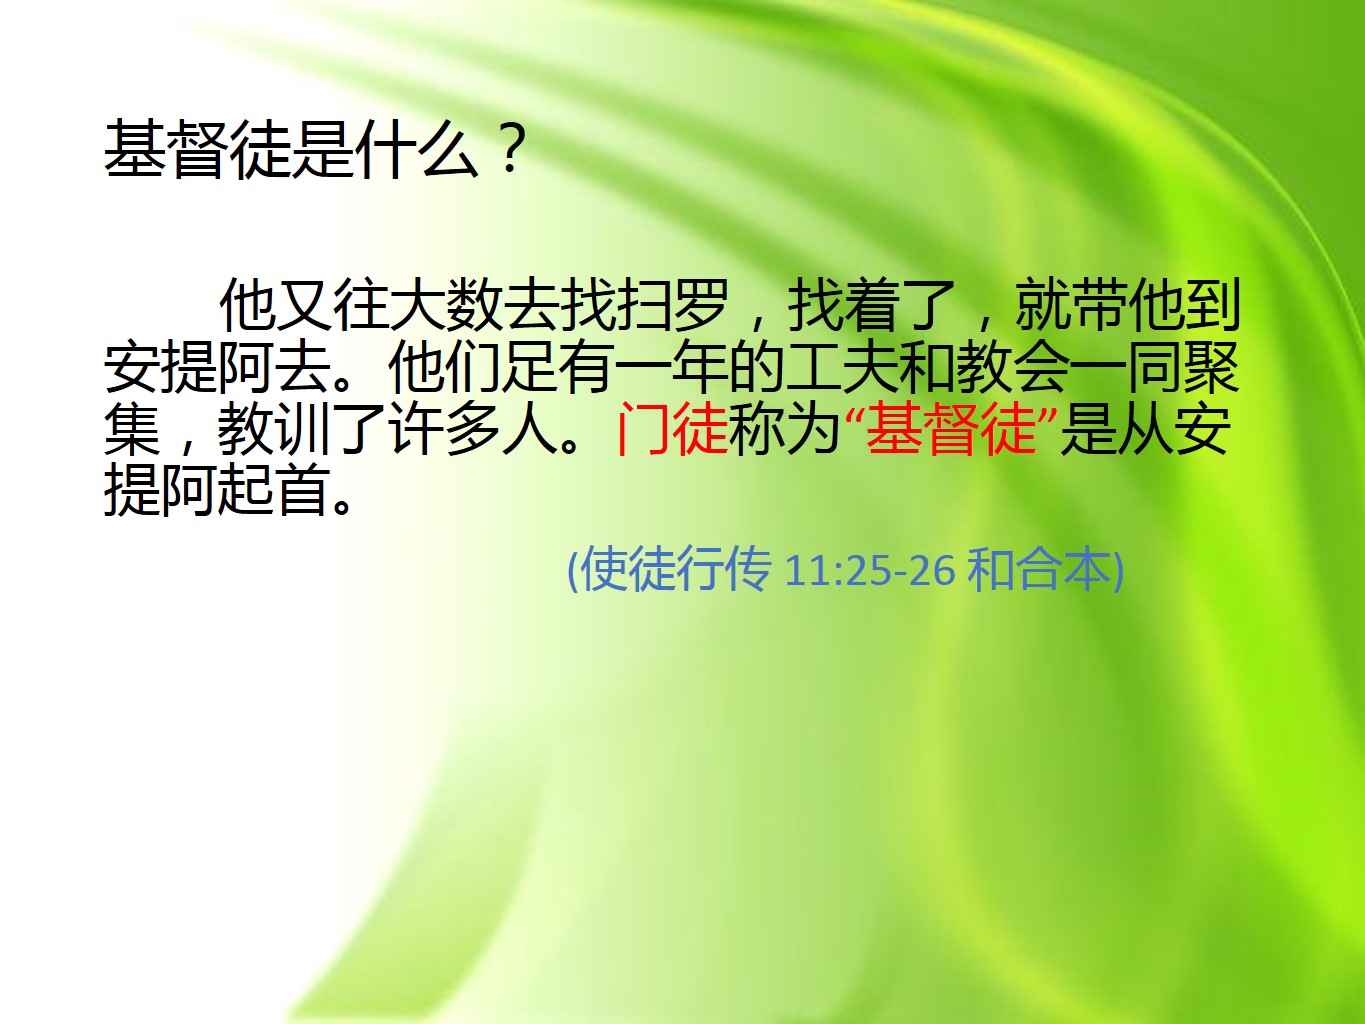 基督徒是什么？
他又往大数去找扫罗，找着了，就带他到
安提阿去。他们足有一年的工夫和教会一同聚
集，教训了许多人。门徒称为“基督徒”是从安
提阿起首。
(使徒行传 11:25-26 和合本)